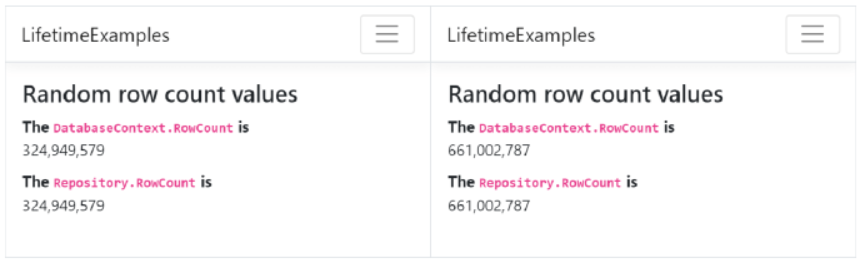 LifetimeExamples
Random row count values
The DatabaseContext.RowCount is
324,949,579
The Repository.RowCount is
324,949,579
LifetimeExamples
Random row count values
The DatabaseContext.RowCount is
661,002,787
The Repository.RowCount is
661,002,787